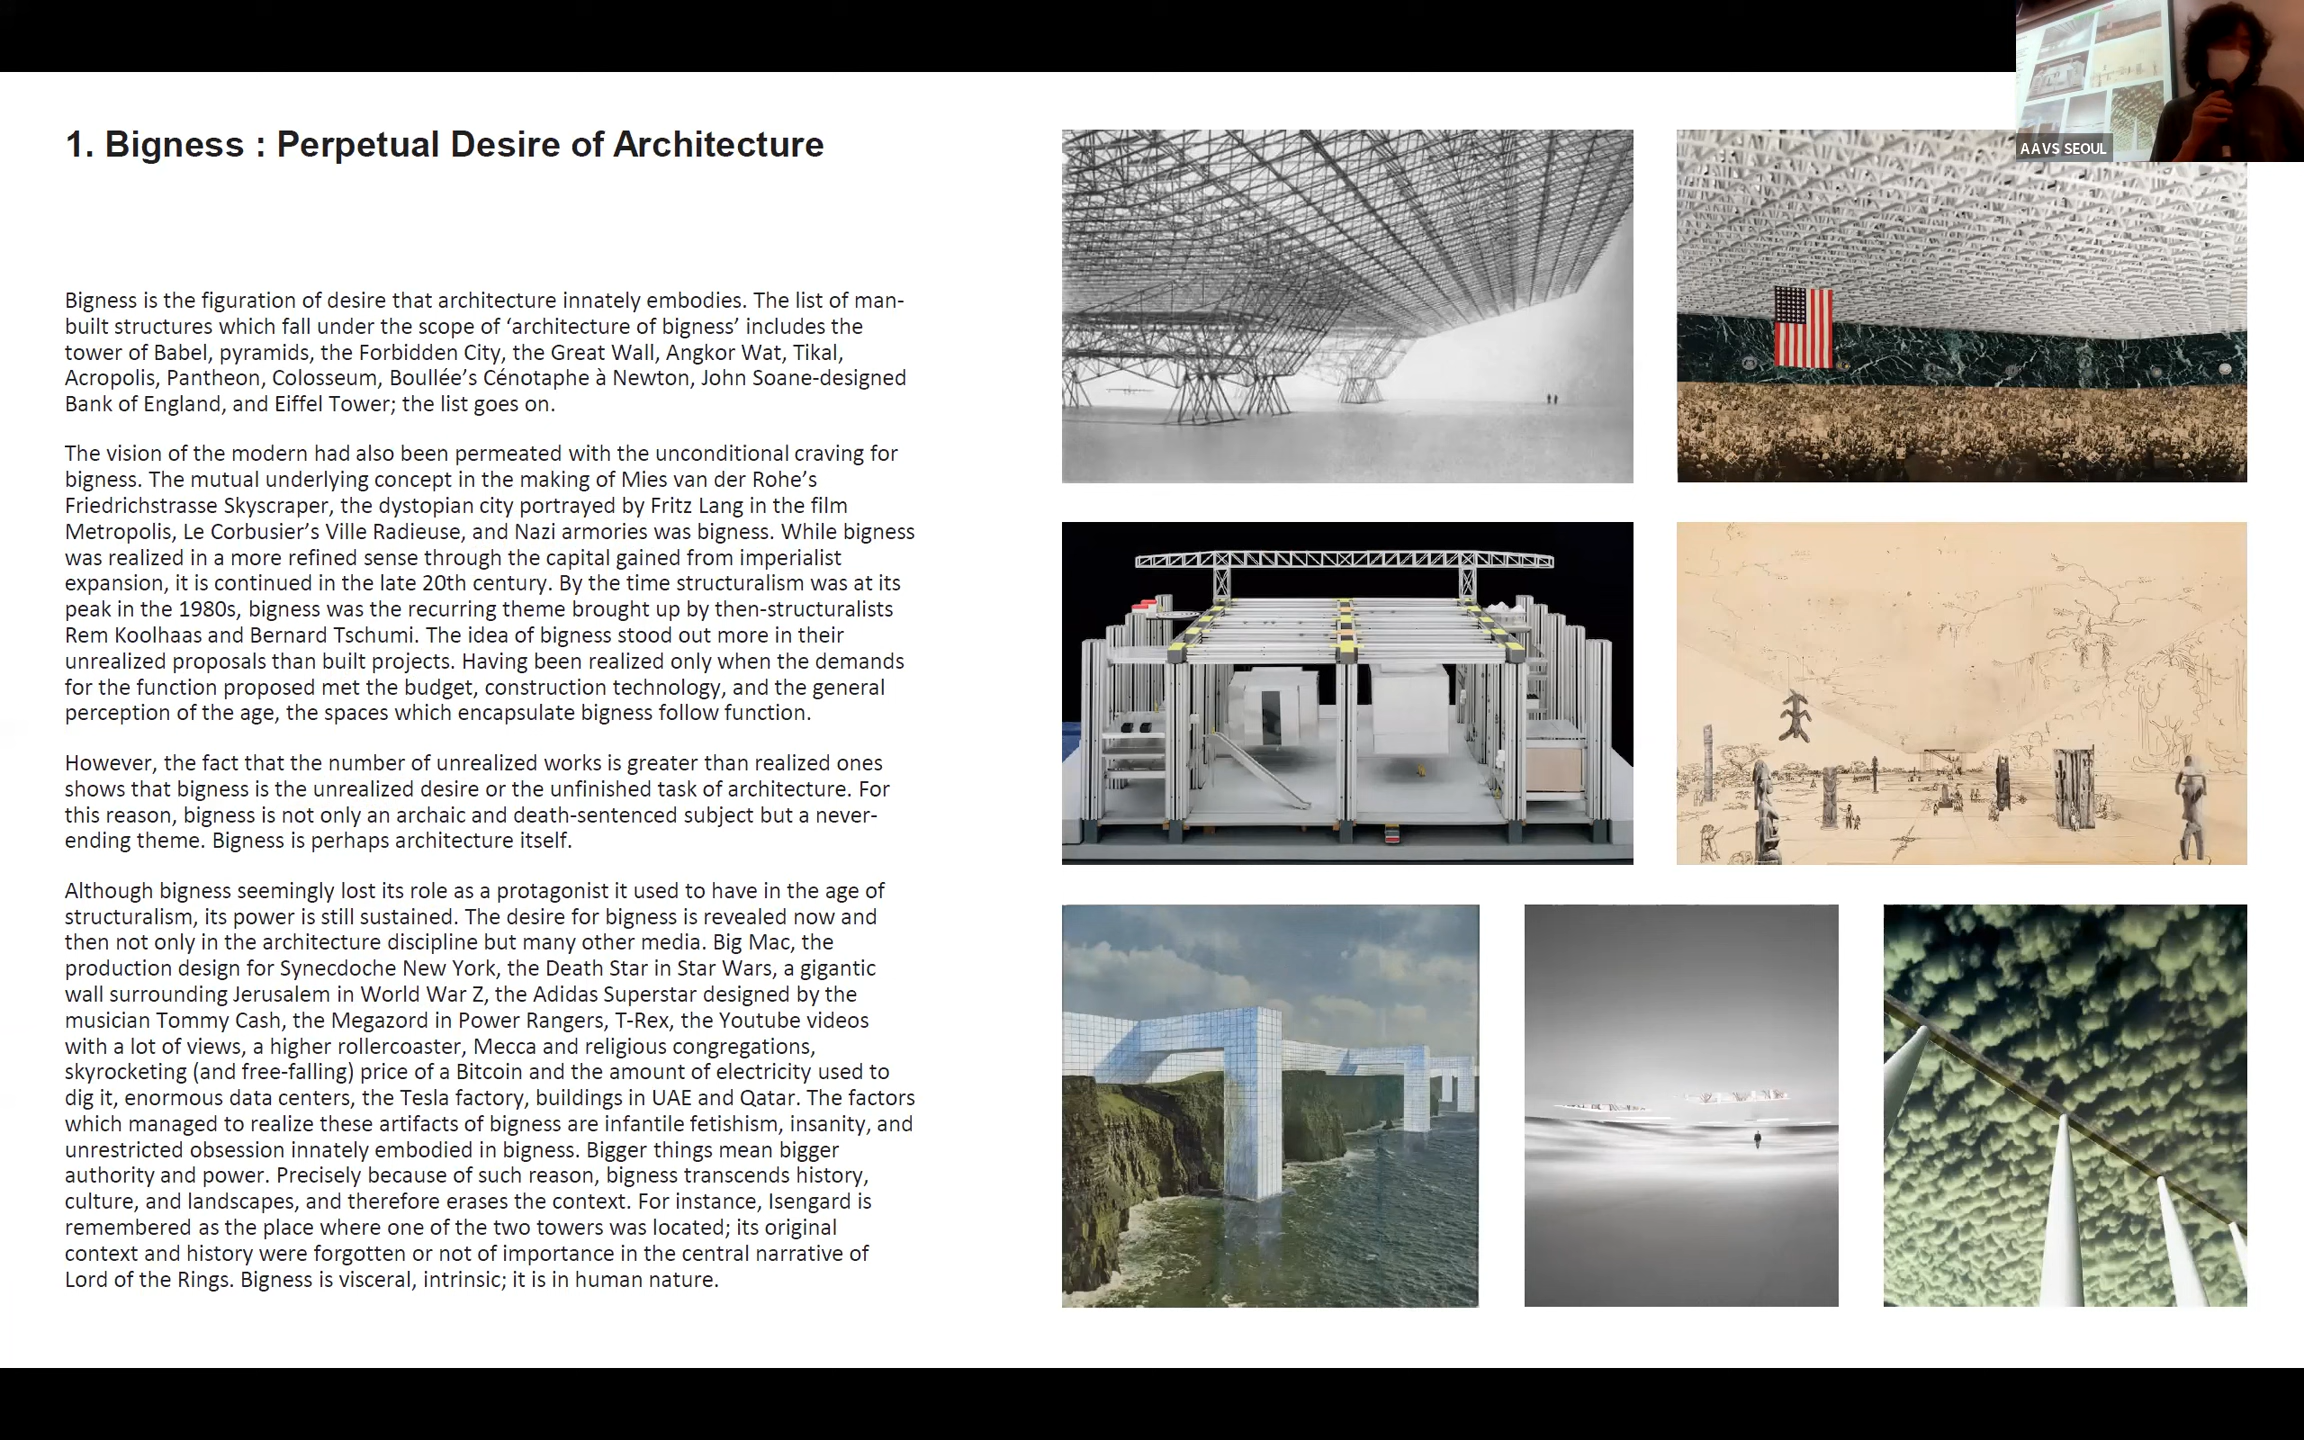 1. Bigness : Perpetual Desire of Architecture
AAVS SEOUL
Bigness is the figuration of desire that architecture innately embodies. The list of man-
built structures which fall under the scope of ‘architecture of bigness’ includes the
tower of Babel, pyramids, the Forbidden City, the Great Wall, Angkor Wat, Tikal,
Acropolis, Pantheon, Colosseum, Boullée’s Cénotaphe à Newton, John Soane-designed
Bank of England, and Eiffel Tower; the list goes on.
The vision of the modern had also been permeated with the unconditional craving for
bigness. The mutual underlying concept in the making of Mies van der Rohe’s
Friedrichstrasse Skyscraper, the dystopian city portrayed by Fritz Lang in the film
Metropolis, Le Corbusier’s Ville Radieuse, and Nazi armories was bigness. While bigness
was realized in a more refined sense through the capital gained from imperialist
expansion, it is continued in the late 20th century. By the time structuralism was at its
peak in the 1980s, bigness was the recurring theme brought up by then-structuralists
Rem Koolhaas and Bernard Tschumi. The idea of bigness stood out more in their
unrealized proposals than built projects. Having been realized only when the demands
for the function proposed met the budget, construction technology, and the general
perception of the age, the spaces which encapsulate bigness follow function.
However, the fact that the number of unrealized works is greater than realized ones
shows that bigness is the unrealized desire or the unfinished task of architecture. For
this reason, bigness is not only an archaic and death-sentenced subject but a never-
ending theme. Bigness is perhaps architecture itself.
Although bigness seemingly lost its role as a protagonist it used to have in the age of
structuralism, its power is still sustained. The desire for bigness is revealed now and
then not only in the architecture discipline but many other media. Big Mac, the
production design for Synecdoche New York, the Death Star in Star Wars, a gigantic
wall surrounding Jerusalem in World War Z, the Adidas Superstar designed by the
musician Tommy Cash, the Megazord in Power Rangers, T-Rex, the Youtube videos
with a lot of views, a higher rollercoaster, Mecca and religious congregations,
skyrocketing (and free-falling) price of a Bitcoin and the amount of electricity used to
dig it, enormous data centers, the Tesla factory, buildings in UAE and Qatar. The factors
which managed to realize these artifacts of bigness are infantile fetishism, insanity, and
unrestricted obsession innately embodied in bigness. Bigger things mean bigger
authority and power. Precisely because of such reason, bigness transcends history,
culture, and landscapes, and therefore erases the context. For instance, Isengard is
remembered as the place where one of the two towers was located; its original
context and history were forgotten or not of importance in the central narrative of
Lord of the Rings. Bigness is visceral, intrinsic; it is in human nature.